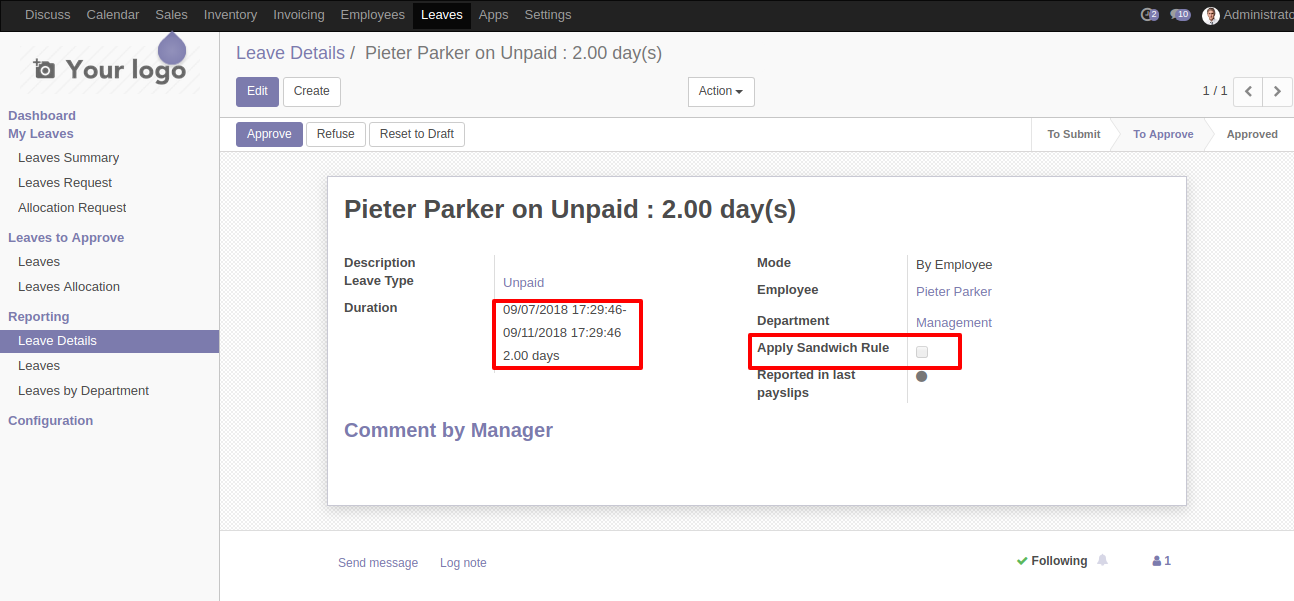 Discuss Calendar Sales Inventory Invoicing Employees Leaves Apps Settings 2 10 Administrato
Your logo
Leave Details / Pieter Parker on Unpaid : 2.00 day(s)
Edit Create Action 1 / 1
Approve Refuse Reset to Draft To Submit To Approve Approved
Dashboard
My Leaves
Leaves Summary
Leaves Request
Allocation Request
Leaves to Approve
Leaves
Leaves Allocation
Reporting
Leave Details
Leaves
Leaves by Department
Configuration
Pieter Parker on Unpaid : 2.00 day(s)
Description
Leave Type Unpaid
Duration 09/07/2018 17:29:46-
09/11/2018 17:29:46
2.00 days
Mode By Employee
Employee Pieter Parker
Department Management
Apply Sandwich Rule
Reported in last
payslips
Comment by Manager
Send message Log note Following 1